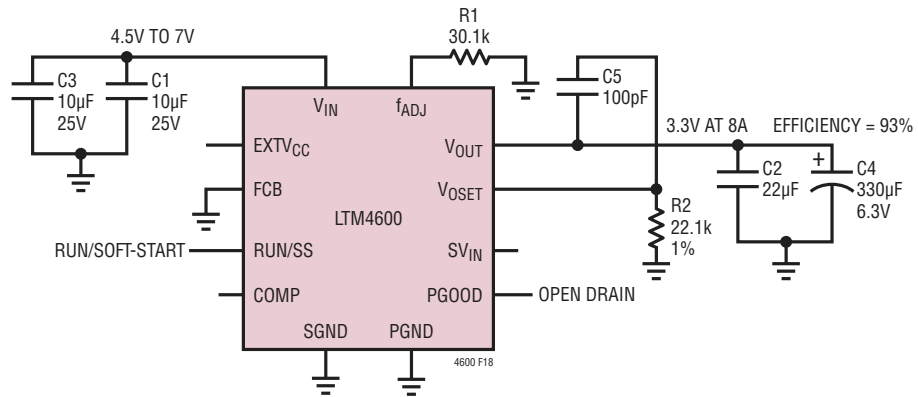 R1
30.1k
4.5V TO 7V
C3
10µF
25V
C1
10µF
25V
C5
100pF
VIN
fADJ
3.3V AT 8A
EFFICIENCY = 93%
EXTVCC
VOUT
+
C2
22µF
C4
330µF
6.3V
FCB
VOSET
LTM4600
R2
22.1k
1%
RUN/SOFT-START
RUN/SS
SVIN
COMP
PGOOD
OPEN DRAIN
SGND
PGND
4600 F18